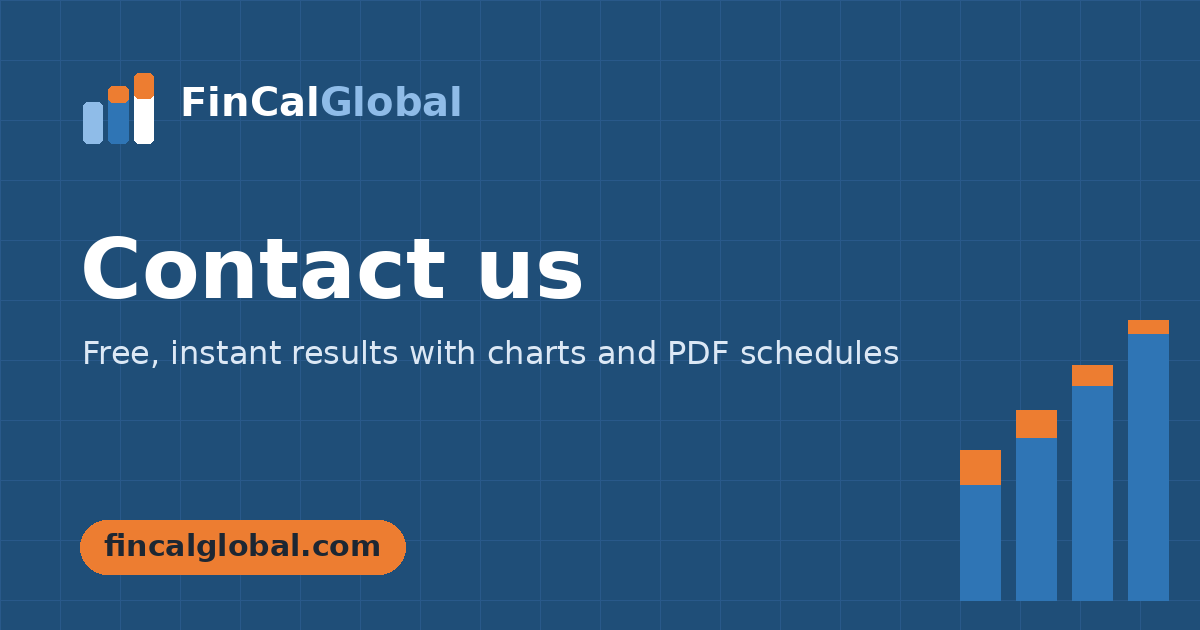 FinCalGlobal
Contact us
Free, instant results with charts and PDF schedules
fincalglobal.com